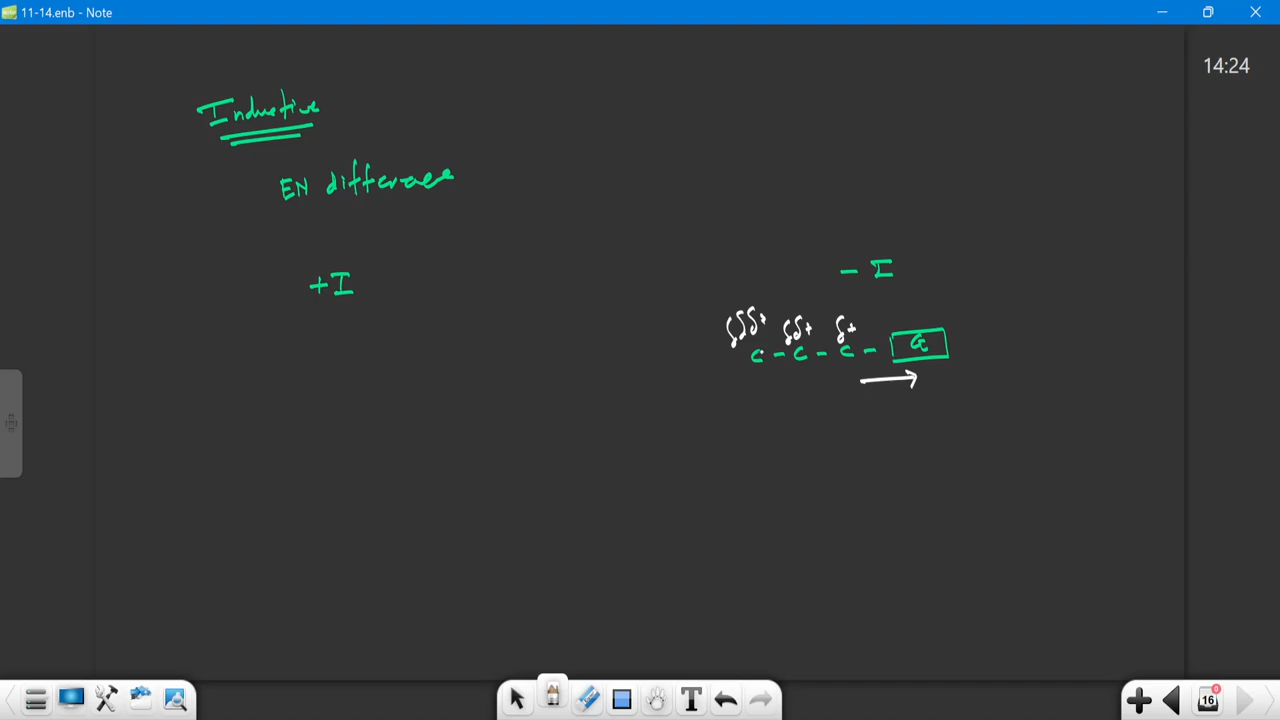 11-14.enb - Note
14:24
Inductive
EN difference
+I
- I
δδδ+ δδ+ δ+
C - C - C - G
16